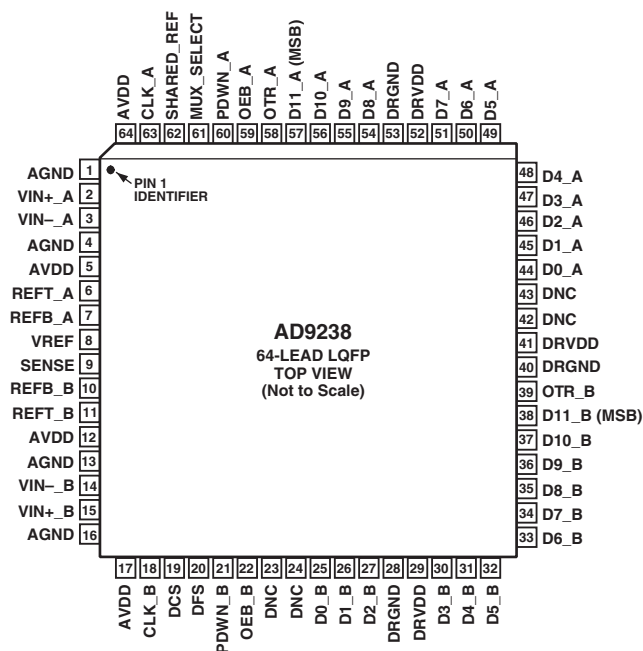 AVDD
CLK_A
SHARED_REF
MUX_SELECT
PDWN_A
OEB_A
OTR_A
D11_A (MSB)
D10_A
D9_A
D8_A
DRGND
DRVDD
D7_A
D6_A
D5_A
64 63 62 61 60 59 58 57 56 55 54 53 52 51 50 49
AGND 1
VIN+_A 2
VIN–_A 3
AGND 4
AVDD 5
REFT_A 6
REFB_A 7
VREF 8
SENSE 9
REFB_B 10
REFT_B 11
AVDD 12
AGND 13
VIN–_B 14
VIN+_B 15
AGND 16
PIN 1
IDENTIFIER
AD9238
64-LEAD LQFP
TOP VIEW
(Not to Scale)
48 D4_A
47 D3_A
46 D2_A
45 D1_A
44 D0_A
43 DNC
42 DNC
41 DRVDD
40 DRGND
39 OTR_B
38 D11_B (MSB)
37 D10_B
36 D9_B
35 D8_B
34 D7_B
33 D6_B
17 18 19 20 21 22 23 24 25 26 27 28 29 30 31 32
AVDD
CLK_B
DCS
DFS
PDWN_B
OEB_B
DNC
DNC
D0_B
D1_B
D2_B
DRGND
DRVDD
D3_B
D4_B
D5_B